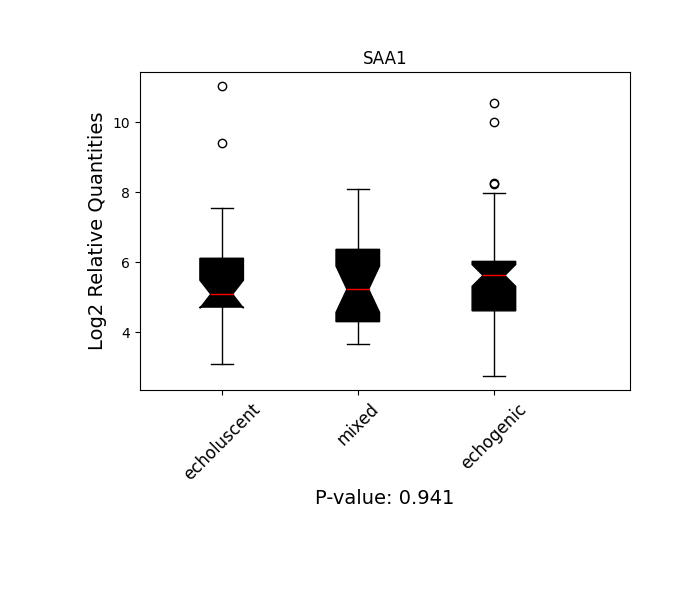 SAA1
Log2 Relative Quantities
10
8
6
4
echoluscent
mixed
echogenic
P-value: 0.941